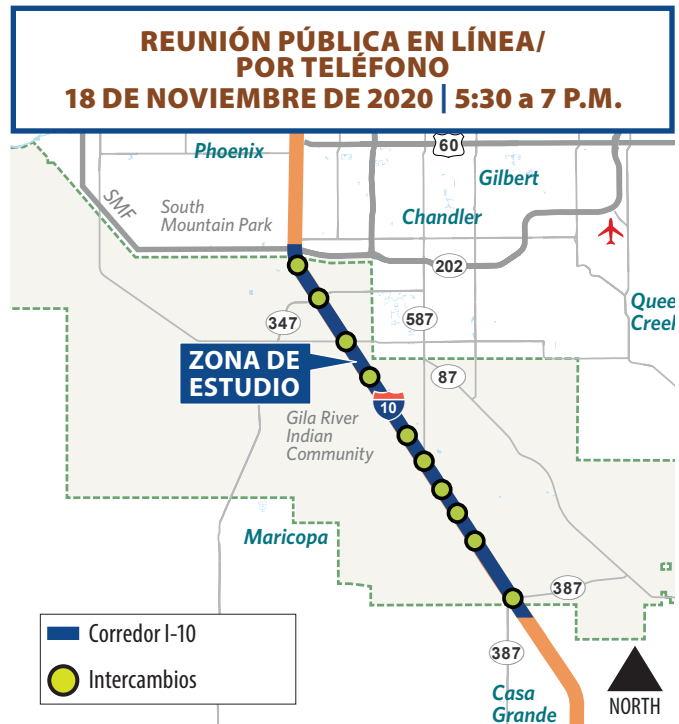 REUNIÓN PÚBLICA EN LÍNEA/
POR TELÉFONO
18 DE NOVIEMBRE DE 2020 | 5:30 a 7 P.M.
Phoenix
60
Gilbert
SMF
South
Mountain Park
Chandler
202
347
587
Quee
Creek
ZONA DE
ESTUDIO
87
10
Gila River
Indian
Community
Maricopa
387
Corredor I-10
Intercambios
387
Casa
Grande
NORTH